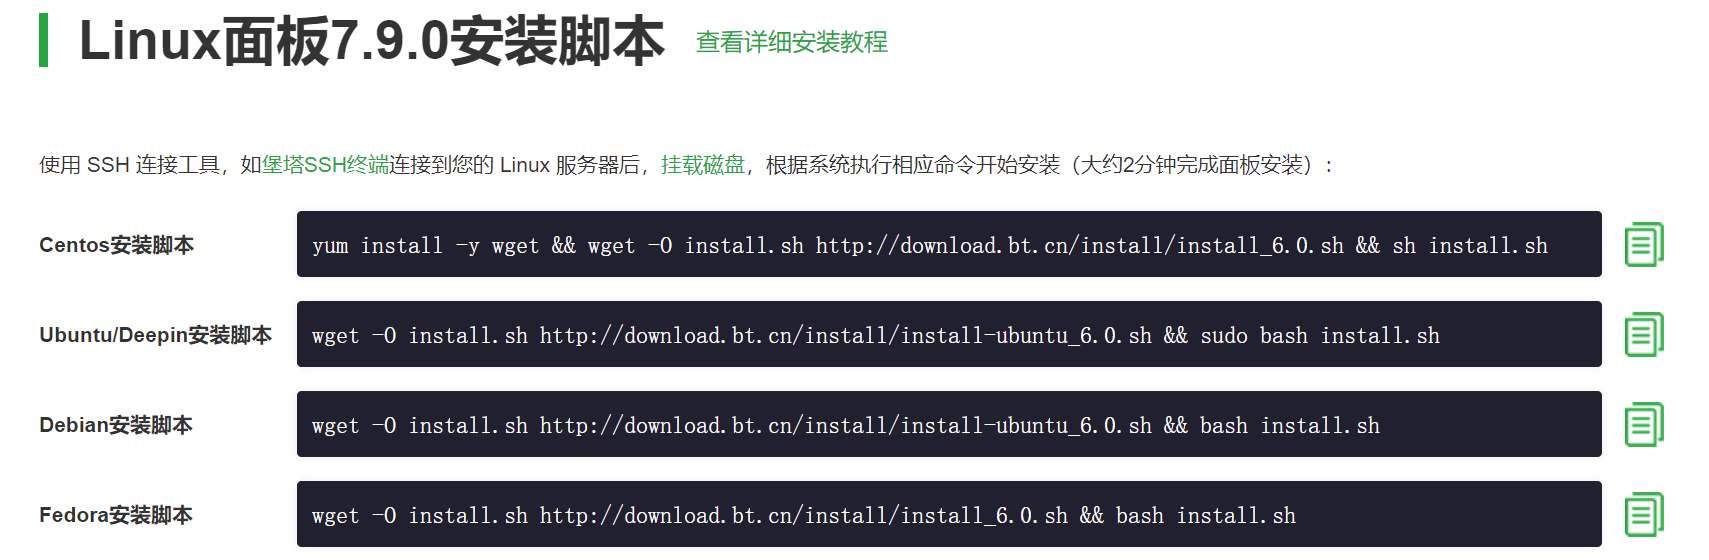 Linux面板7.9.0安装脚本 查看详细安装教程
使用 SSH 连接工具，如堡塔SSH终端连接到您的 Linux 服务器后，挂载磁盘，根据系统执行相应命令开始安装（大约2分钟完成面板安装）：
Centos安装脚本 yum install -y wget && wget -O install.sh http://download.bt.cn/install/install_6.0.sh && sh install.sh
Ubuntu/Deepin安装脚本 wget -O install.sh http://download.bt.cn/install/install-ubuntu_6.0.sh && sudo bash install.sh
Debian安装脚本 wget -O install.sh http://download.bt.cn/install/install-ubuntu_6.0.sh && bash install.sh
Fedora安装脚本 wget -O install.sh http://download.bt.cn/install/install_6.0.sh && bash install.sh